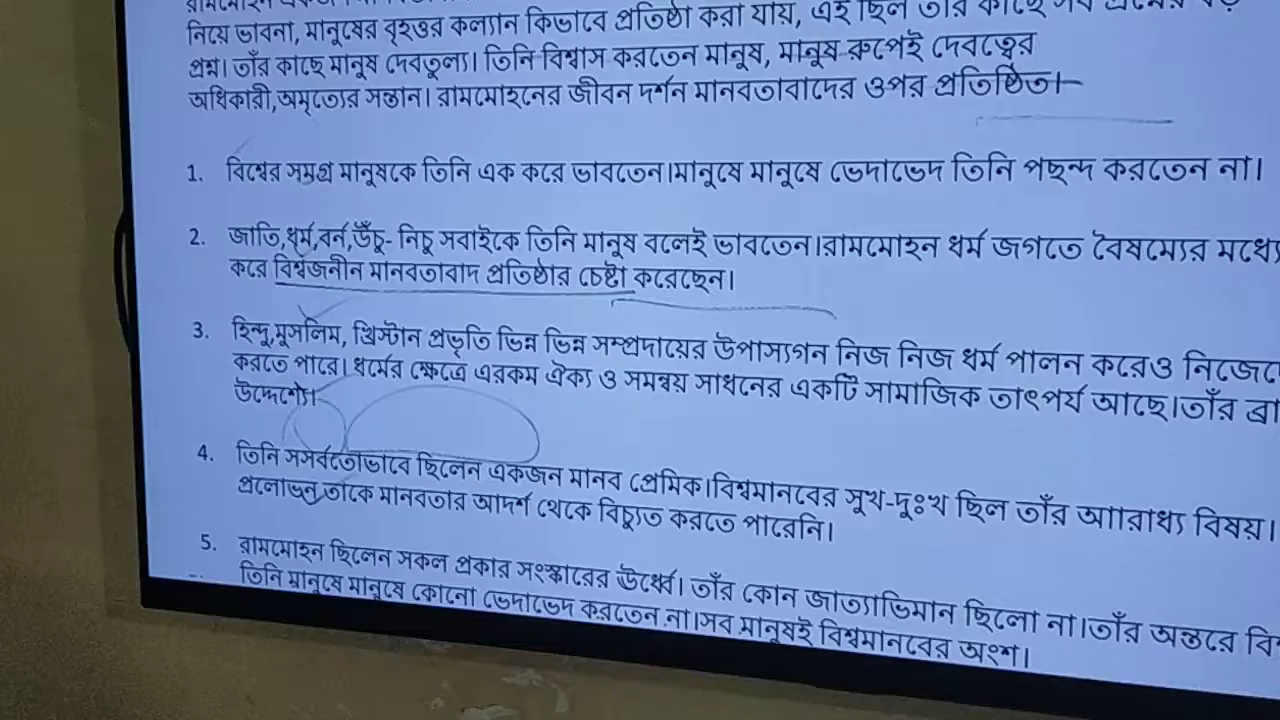 নিয়ে ভাবনা, মানুষের বৃহত্তর কল্যান কিভাবে প্রতিষ্ঠা করা যায়, এই ছিল তাঁর কাছে
প্রশ্ন। তাঁর কাছে মানুষ দেবতুল্য। তিনি বিশ্বাস করতেন মানুষ, মানুষ রুপেই দেবত্বের
অধিকারী,অমৃত্যের সন্তান। রামমোহনের জীবন দর্শন মানবতাবাদের ওপর প্রতিষ্ঠিত।
1. বিশ্বের সমগ্র মানুষকে তিনি এক করে ভাবতেন।মানুষে মানুষে ভেদাভেদ তিনি পছন্দ করতেন না।
2. জাতি,ধর্ম,বর্ন,উঁচু- নিচু সবাইকে তিনি মানুষ বলেই ভাবতেন।রামমোহন ধর্ম জগতে বৈষম্যের মধ্যে
করে বিশ্বজনীন মানবতাবাদ প্রতিষ্ঠার চেষ্টা করেছেন।
3. হিন্দু,মুসলিম, খ্রিস্টান প্রভৃতি ভিন্ন ভিন্ন সম্প্রদায়ের উপাস্যগন নিজ নিজ ধর্ম পালন করেও
করতে পারে। ধর্মের ক্ষেত্রে এরকম ঐক্য ও সমন্বয় সাধনের একটি সামাজিক তাৎপর্য আছে।তাঁর
উদ্দেশ্যে।
4. তিনি সসর্বতোভাবে ছিলেন একজন মানব প্রেমিক।বিশ্বমানবের সুখ-দুঃখ ছিল তাঁর আারাধ্য বিষয়।
প্রলোভন তাকে মানবতার আদর্শ থেকে বিচ্যুত করতে পারেনি।
5. রামমোহন ছিলেন সকল প্রকার সংস্কারের ঊর্ধ্বে। তাঁর কোন জাত্যাভিমান ছিলো না।তাঁর অন্তরে
তিনি মানুষে মানুষে কোনো ভেদাভেদ করতেন না।সব মানুষই বিশ্বমানবের অংশ।